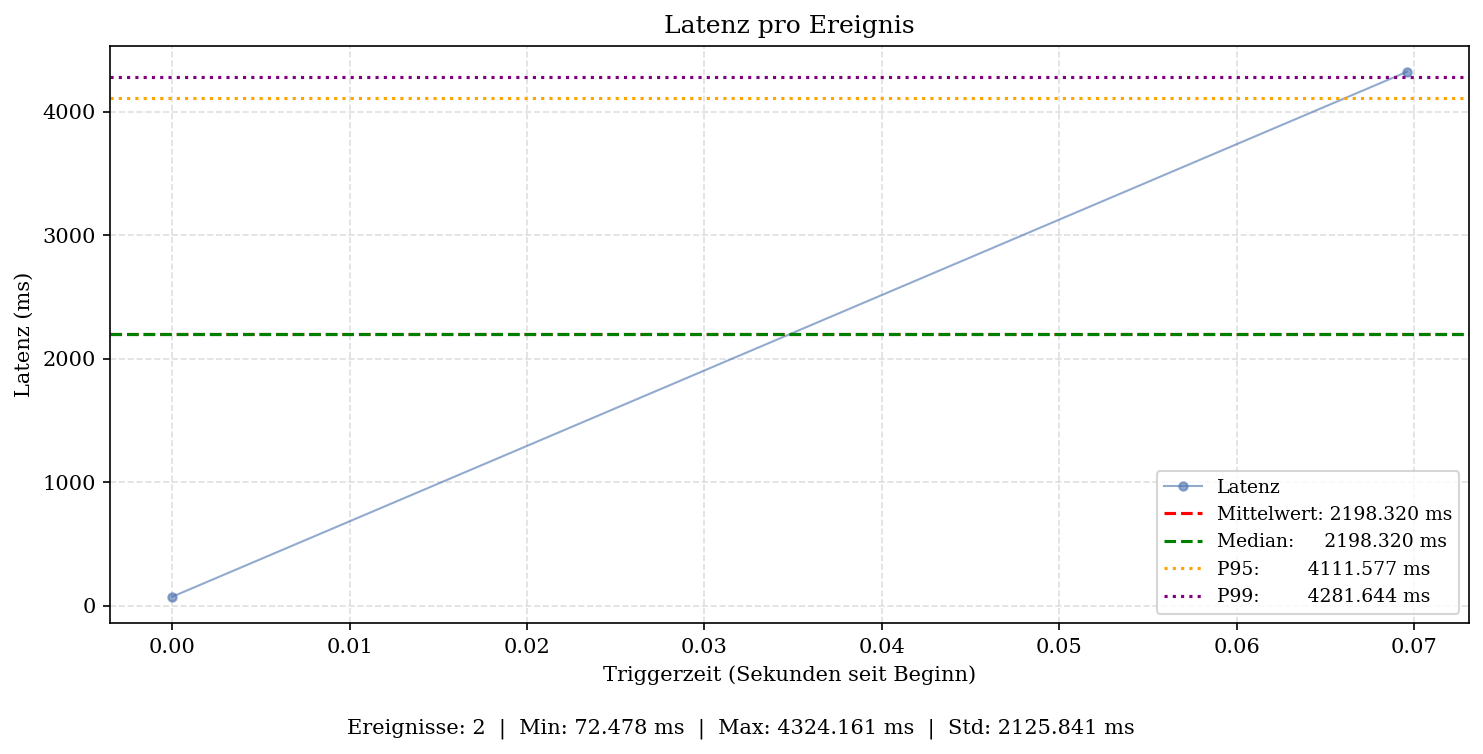 Latenz pro Ereignis
Latenz (ms)
4000
3000
2000
1000
0
Latenz
Mittelwert: 2198.320 ms
Median: 2198.320 ms
P95: 4111.577 ms
P99: 4281.644 ms
0.00 0.01 0.02 0.03 0.04 0.05 0.06 0.07
Triggerzeit (Sekunden seit Beginn)
Ereignisse: 2 | Min: 72.478 ms | Max: 4324.161 ms | Std: 2125.841 ms